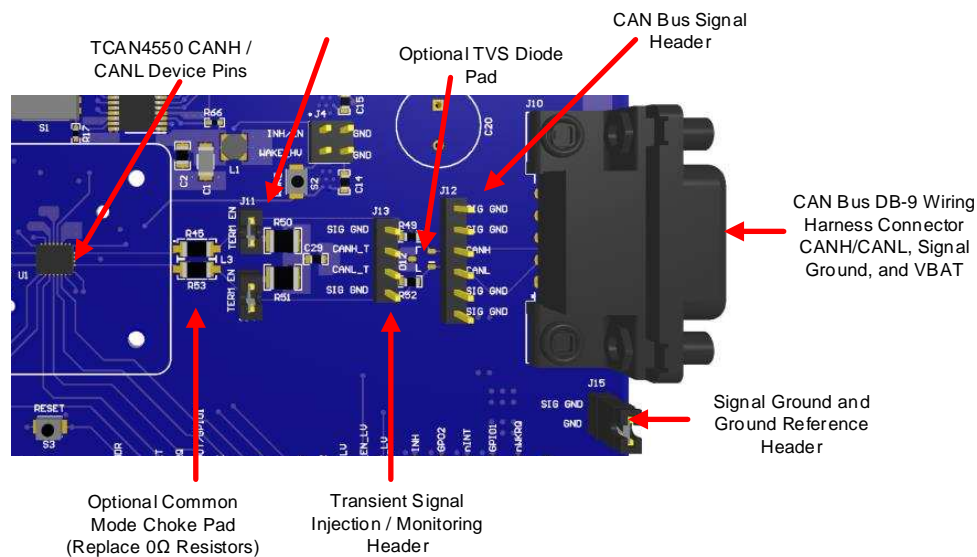 CAN Bus Signal
Header
TCAN4550 CANH /
CANL Device Pins
Optional TVS Diode
Pad
CAN Bus DB-9 Wiring
Harness Connector
CANH/CANL, Signal
Ground, and VBAT
Signal Ground and
Ground Reference
Header
Optional Common
Mode Choke Pad
(Replace 0Ω Resistors)
Transient Signal
Injection / Monitoring
Header
S1
R17
R66
INH/EN
WAKE_HV
J4
GND
GND
C15
C20
J10
C2
C1
L1
S2
C14
J11
TERM EN
TERM EN
R50
R51
C29
J13
SIG GND
CANH_T
CANL_T
SIG GND
R49
D12
R52
J12
SIG GND
SIG GND
CANH
CANL
SIG GND
SIG GND
U1
R45
L3
R53
RESET
S3
J15
SIG GND
GND
EN_LV
INH
GPO2
nINT
GPIO1
nWKRQ